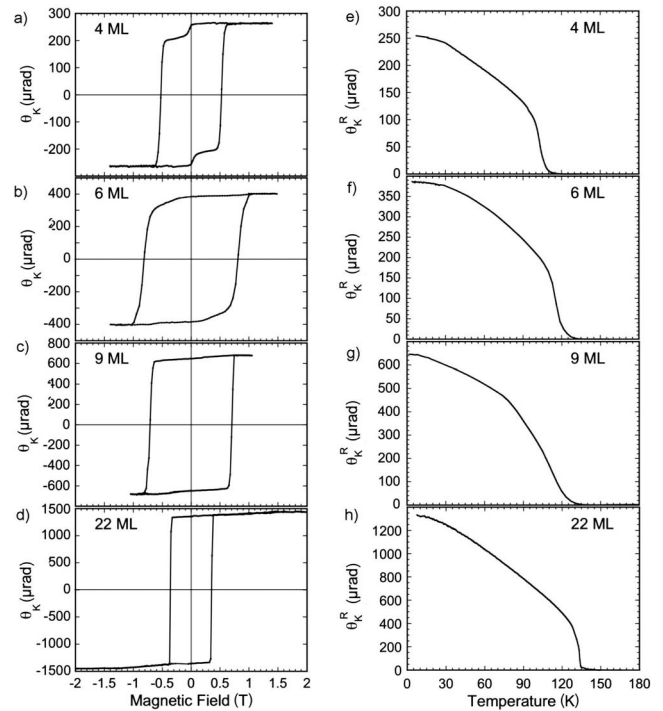 a)
4 ML
300
200
100
0
-100
-200
θK (μrad)
b)
6 ML
400
200
0
-200
-400
θK (μrad)
c)
9 ML
800
600
400
200
0
-200
-400
-600
θK (μrad)
d)
22 ML
1500
1000
500
0
-500
-1000
-1500
θK (μrad)
-2 -1.5 -1 -0.5 0 0.5 1 1.5 2
Magnetic Field (T)
e)
4 ML
300
250
200
150
100
50
0
θKR (μrad)
f)
6 ML
350
300
250
200
150
100
50
0
θKR (μrad)
g)
9 ML
600
500
400
300
200
100
0
θKR (μrad)
h)
22 ML
1200
1000
800
600
400
200
0
θKR (μrad)
0 30 60 90 120 150 180
Temperature (K)